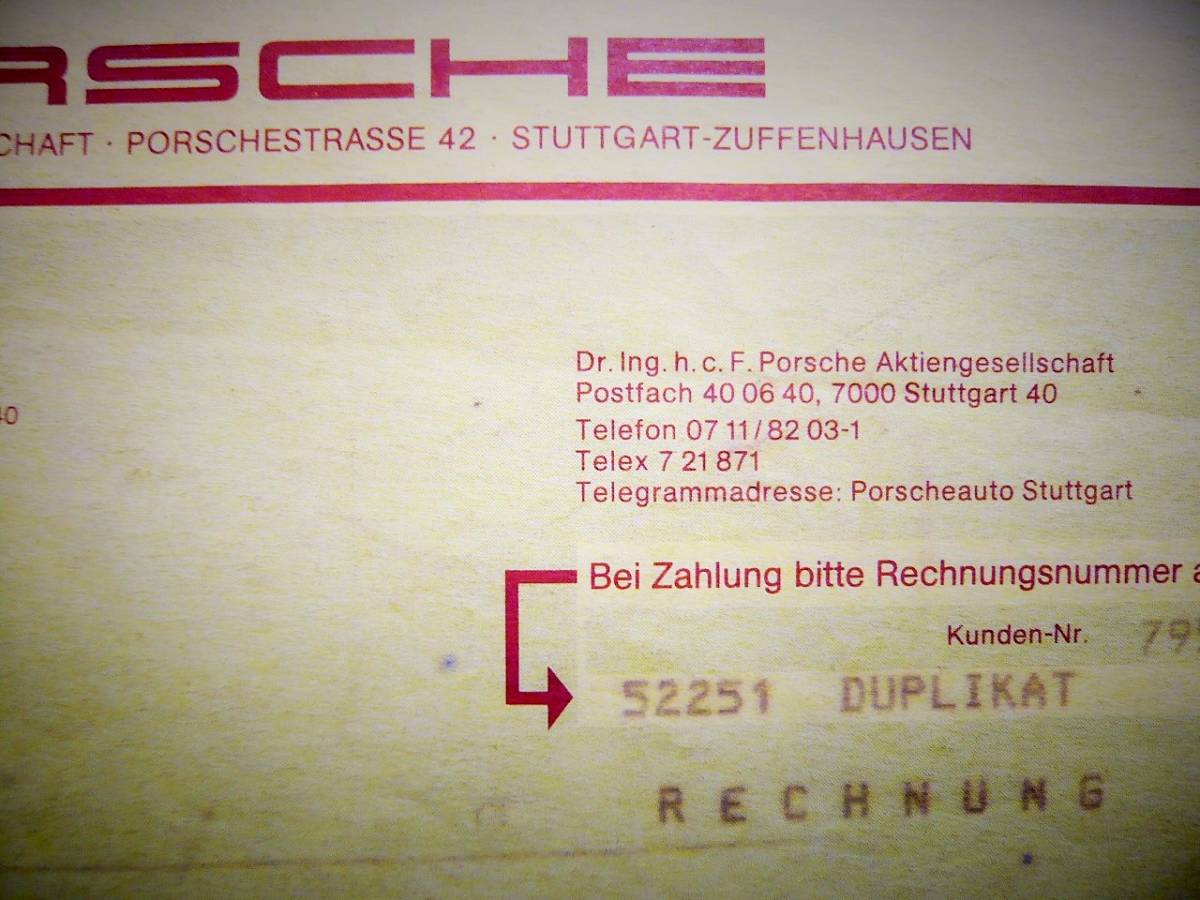 RSCHE
CHAFT · PORSCHESTRASSE 42 · STUTTGART-ZUFFENHAUSEN
Dr. Ing. h. c. F. Porsche Aktiengesellschaft
Postfach 40 06 40, 7000 Stuttgart 40
40
Telefon 07 11/82 03-1
Telex 7 21 871
Telegrammadresse: Porscheauto Stuttgart
Bei Zahlung bitte Rechnungsnummer
Kunden-Nr.
52251 DUPLIKAT
RECHNUNG